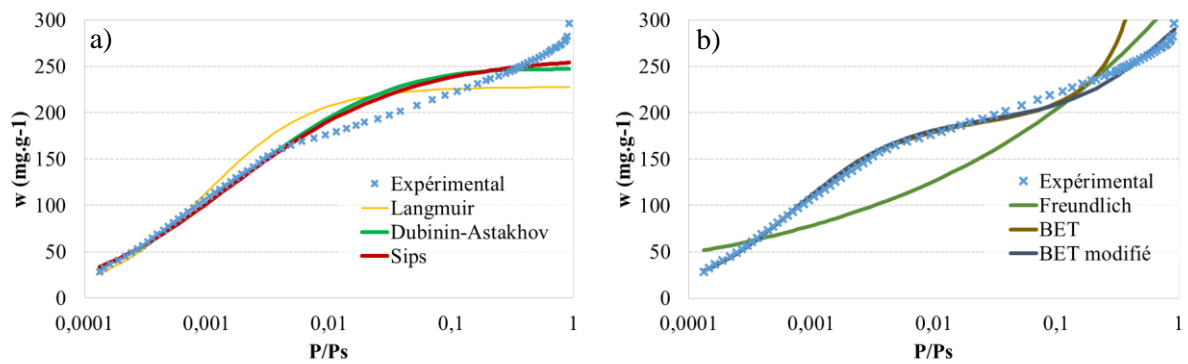 a)
w (mg.g-1)
300
250
200
150
100
50
0
Expérimental
Langmuir
Dubinin-Astakhov
Sips
0,0001
0,001
0,01
0,1
1
P/Ps
b)
w (mg.g-1)
300
250
200
150
100
50
0
Expérimental
Freundlich
BET
BET modifié
0,0001
0,001
0,01
0,1
1
P/Ps